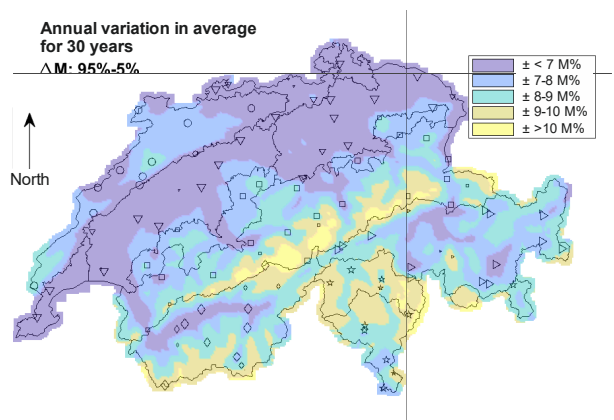 Annual variation in average
for 30 years
ΔM: 95%-5%
± < 7 M%
± 7-8 M%
± 8-9 M%
± 9-10 M%
± >10 M%
North